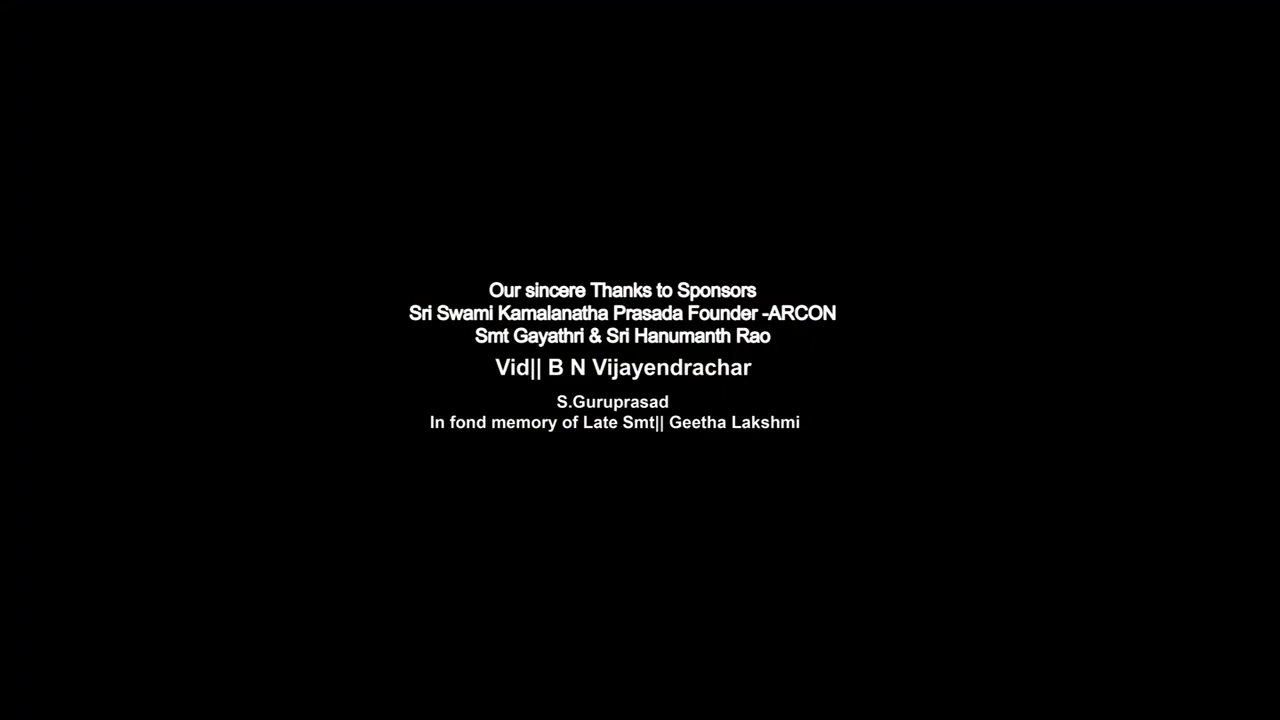 Our sincere Thanks to Sponsors
Sri Swami Kamalanatha Prasada Founder -ARCON
Smt Gayathri & Sri Hanumanth Rao
Vid|| B N Vijayendrachar
S.Guruprasad
In fond memory of Late Smt|| Geetha Lakshmi